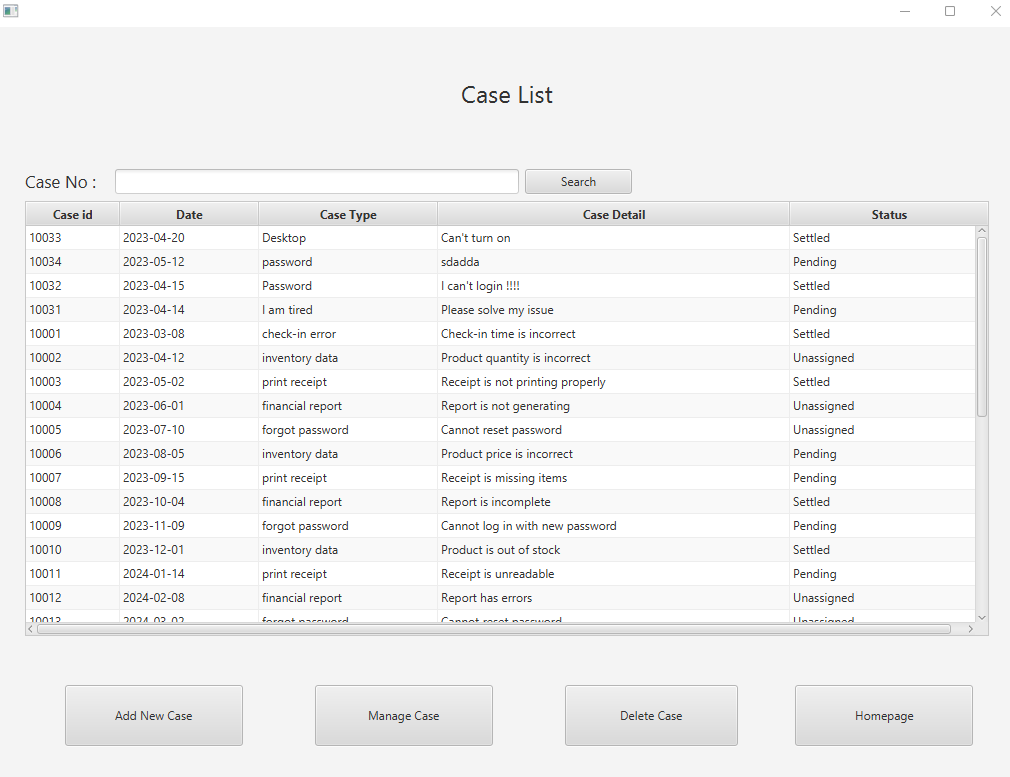 Case List
Case No :
Search
Case id Date Case Type Case Detail Status
10033 2023-04-20 Desktop Can't turn on Settled
10034 2023-05-12 password sdadda Pending
10032 2023-04-15 Password I can't login !!!! Settled
10031 2023-04-14 I am tired Please solve my issue Pending
10001 2023-03-08 check-in error Check-in time is incorrect Settled
10002 2023-04-12 inventory data Product quantity is incorrect Unassigned
10003 2023-05-02 print receipt Receipt is not printing properly Settled
10004 2023-06-01 financial report Report is not generating Unassigned
10005 2023-07-10 forgot password Cannot reset password Unassigned
10006 2023-08-05 inventory data Product price is incorrect Pending
10007 2023-09-15 print receipt Receipt is missing items Pending
10008 2023-10-04 financial report Report is incomplete Settled
10009 2023-11-09 forgot password Cannot log in with new password Pending
10010 2023-12-01 inventory data Product is out of stock Settled
10011 2024-01-14 print receipt Receipt is unreadable Pending
10012 2024-02-08 financial report Report has errors Unassigned
10013 2024-03-02 forgot password Cannot reset password Unassigned
Add New Case
Manage Case
Delete Case
Homepage